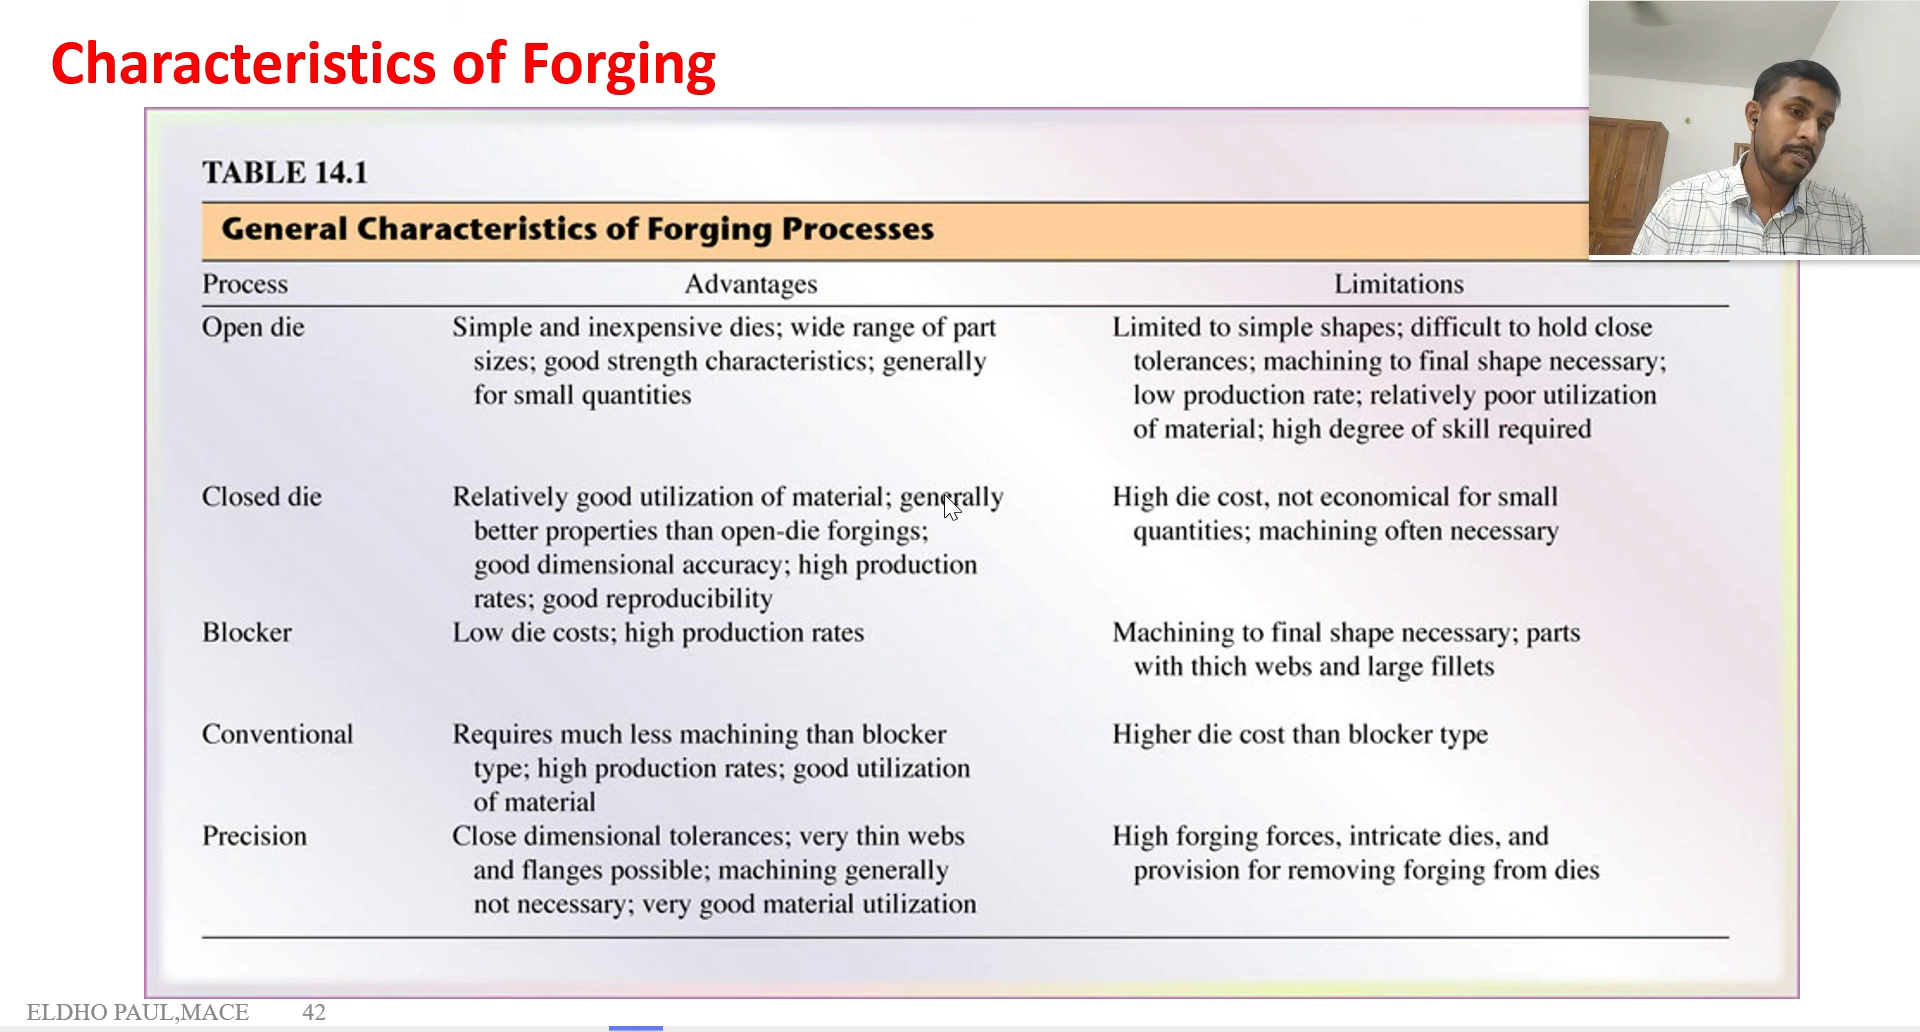 Characteristics of Forging
TABLE 14.1
General Characteristics of Forging Processes
Process Advantages Limitations
Open die Simple and inexpensive dies; wide range of part Limited to simple shapes; difficult to hold close
sizes; good strength characteristics; generally tolerances; machining to final shape necessary;
for small quantities low production rate; relatively poor utilization
of material; high degree of skill required
Closed die Relatively good utilization of material; generally High die cost, not economical for small
better properties than open-die forgings; quantities; machining often necessary
good dimensional accuracy; high production
rates; good reproducibility
Blocker Low die costs; high production rates Machining to final shape necessary; parts
with thich webs and large fillets
Conventional Requires much less machining than blocker Higher die cost than blocker type
type; high production rates; good utilization
of material
Precision Close dimensional tolerances; very thin webs High forging forces, intricate dies, and
and flanges possible; machining generally provision for removing forging from dies
not necessary; very good material utilization
ELDHO PAUL,MACE 42